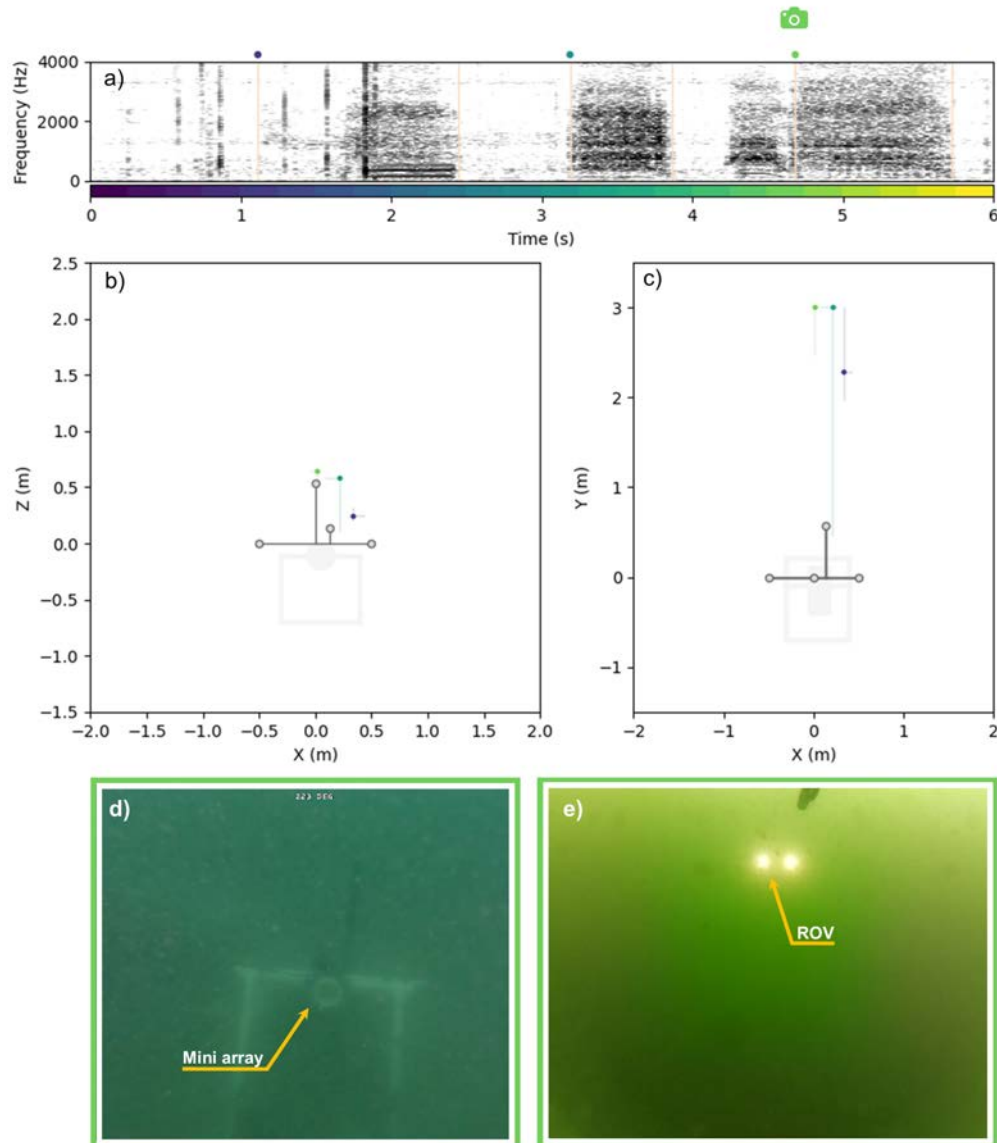 a)
Frequency (Hz)
4000
2000
0
0 1 2 3 4 5 6
Time (s)
b)
Z (m)
2.5
2.0
1.5
1.0
0.5
0.0
−0.5
−1.0
−1.5
−2.0 −1.5 −1.0 −0.5 0.0 0.5 1.0 1.5 2.0
X (m)
c)
Y (m)
3
2
1
0
−1
−2 −1 0 1 2
X (m)
d)
223 DEG
Mini array
e)
ROV